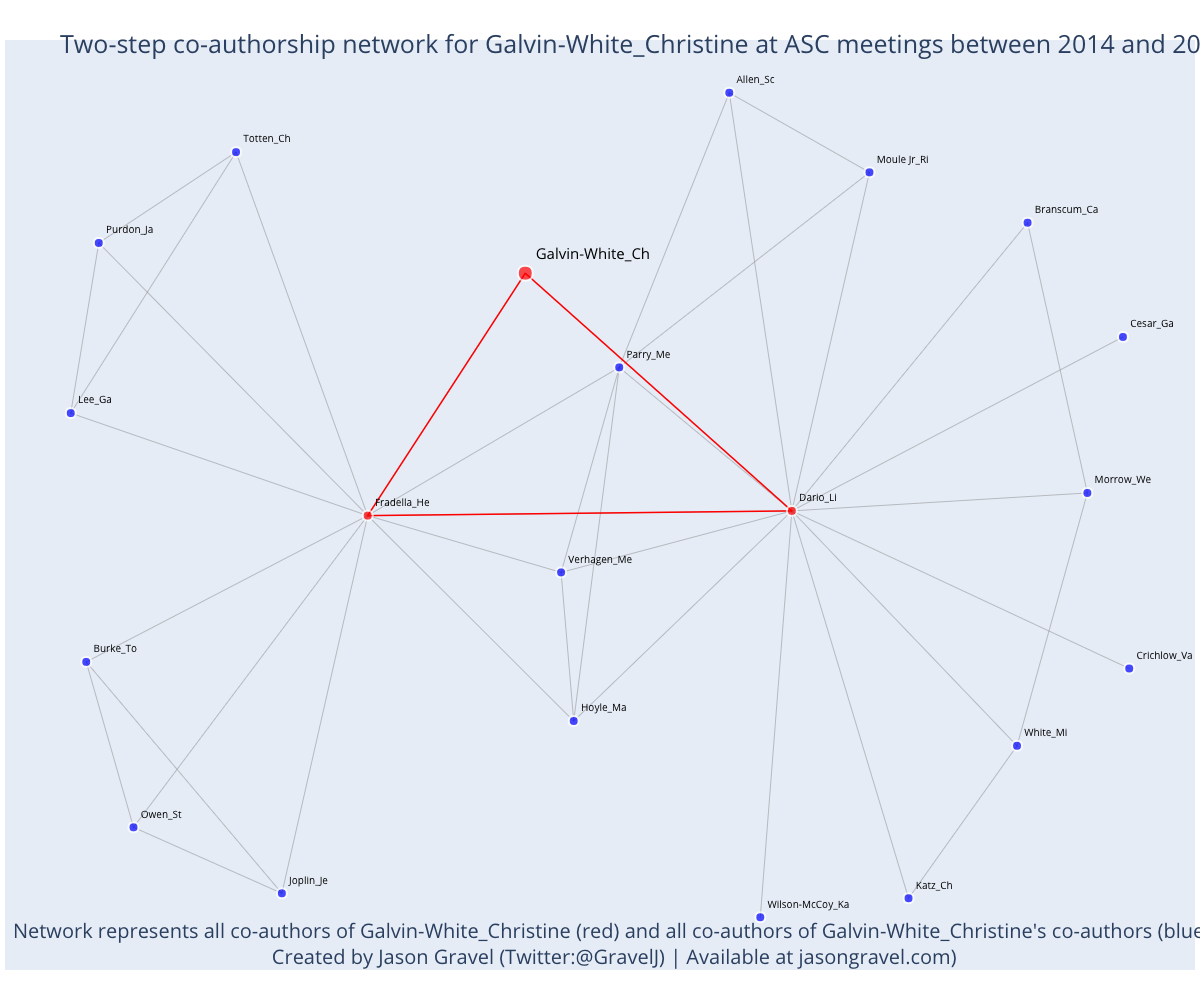 Two-step co-authorship network for Galvin-White_Christine at ASC meetings between 2014 and 20
Allen_Sc
Totten_Ch
Moule Jr_Ri
Branscum_Ca
Purdon_Ja
Galvin-White_Ch
Cesar_Ga
Parry_Me
Lee_Ga
Morrow_We
Dario_Li
Fradella_He
Verhagen_Me
Burke_To
Crichlow_Va
Hoyle_Ma
White_Mi
Owen_St
Joplin_Je
Katz_Ch
Wilson-McCoy_Ka
Network represents all co-authors of Galvin-White_Christine (red) and all co-authors of Galvin-White_Christine's co-authors (blue
Created by Jason Gravel (Twitter:@GravelJ) | Available at jasongravel.com)